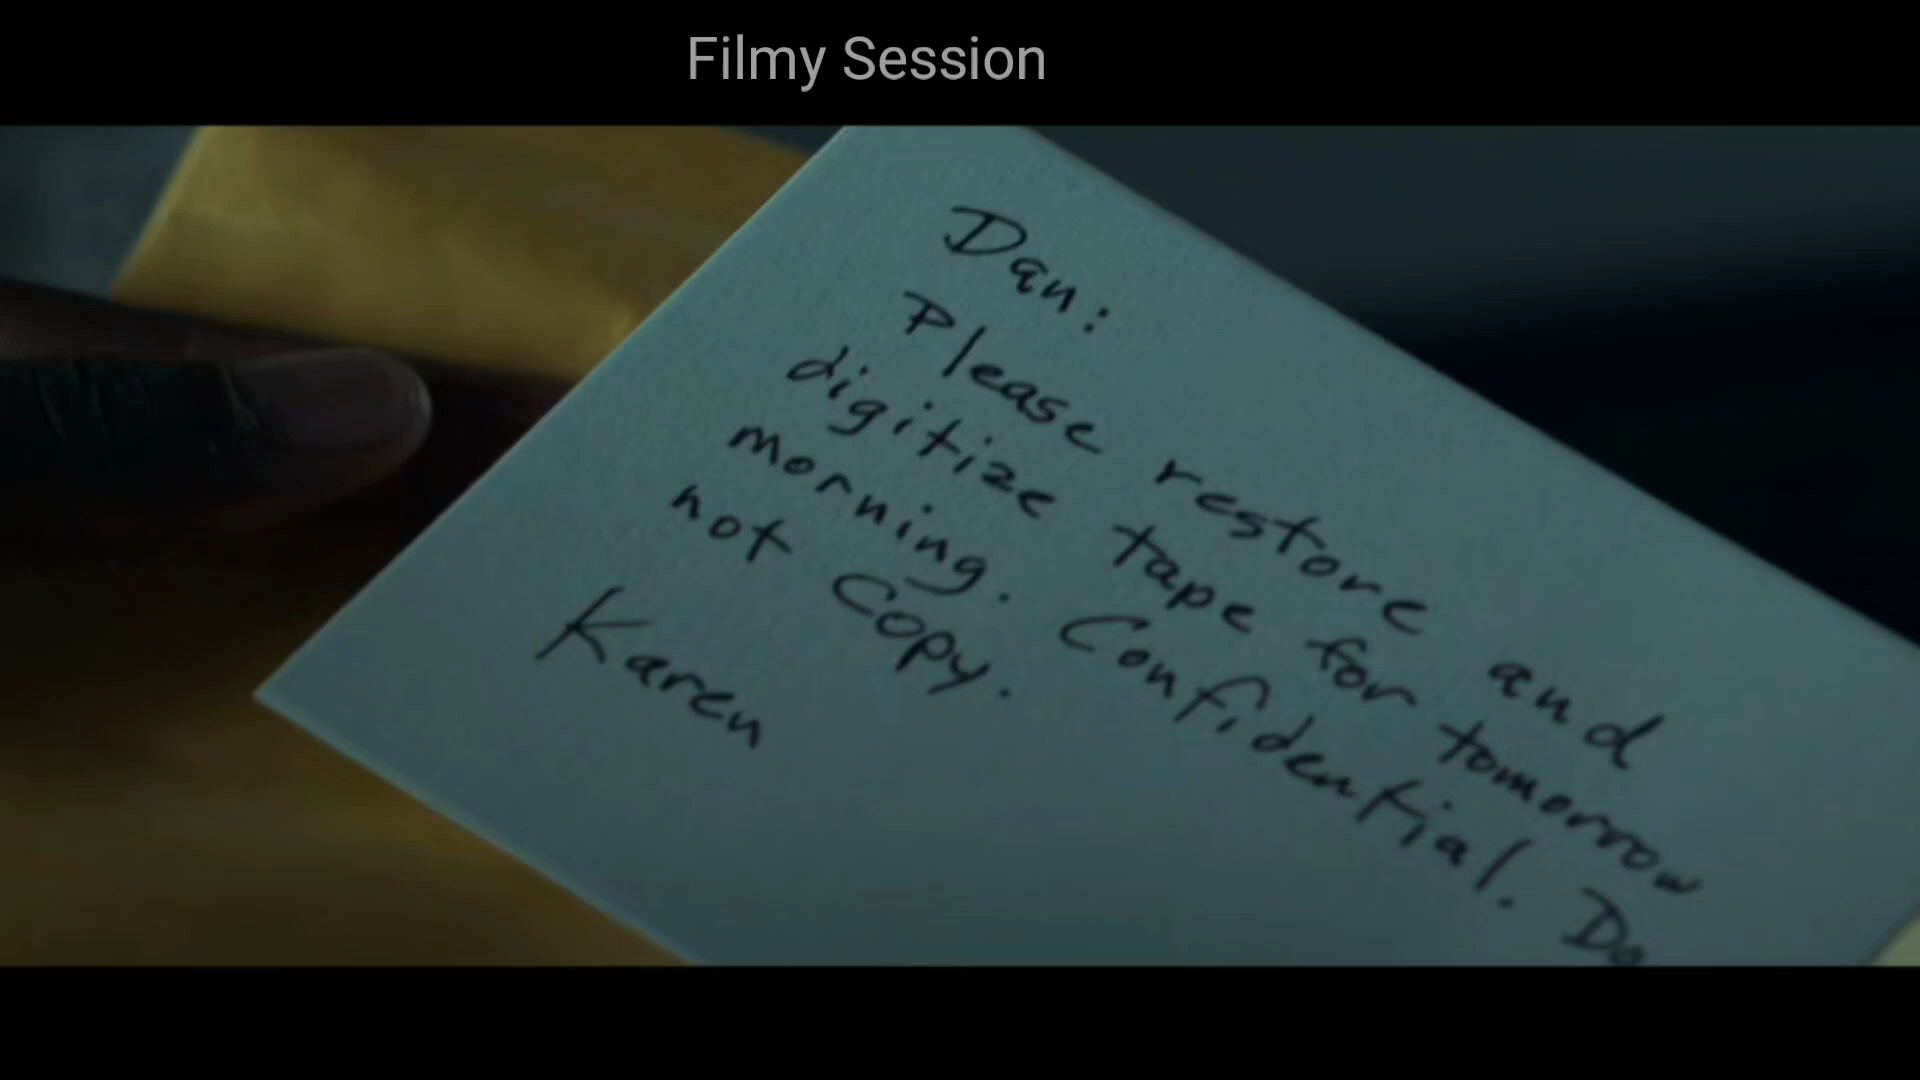 Filmy Session
Dan:
Please restore and
digitize tape for tomorrow
morning. Confidential. Do
not copy.
Karen